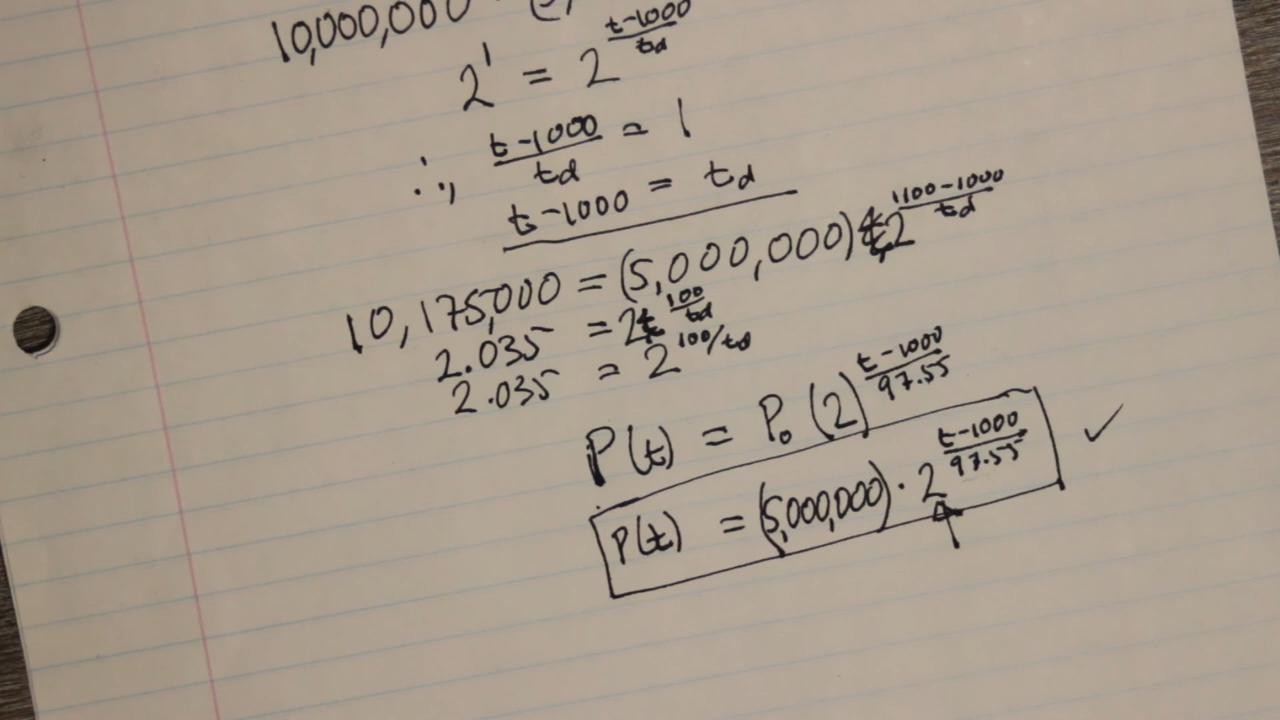 10,000,000
2^1 = 2^((t-1000)/td)
∴, (t-1000)/td = 1
t-1000 = td
10,175,000 = (5,000,000) 2^((1100-1000)/td)
2.035 = 2^(100/td)
2.035 = 2^(100/td)
P(t) = P₀(2)^((t-1000)/97.55)
P(t) = (5,000,000) · 2^((t-1000)/97.55) ✓